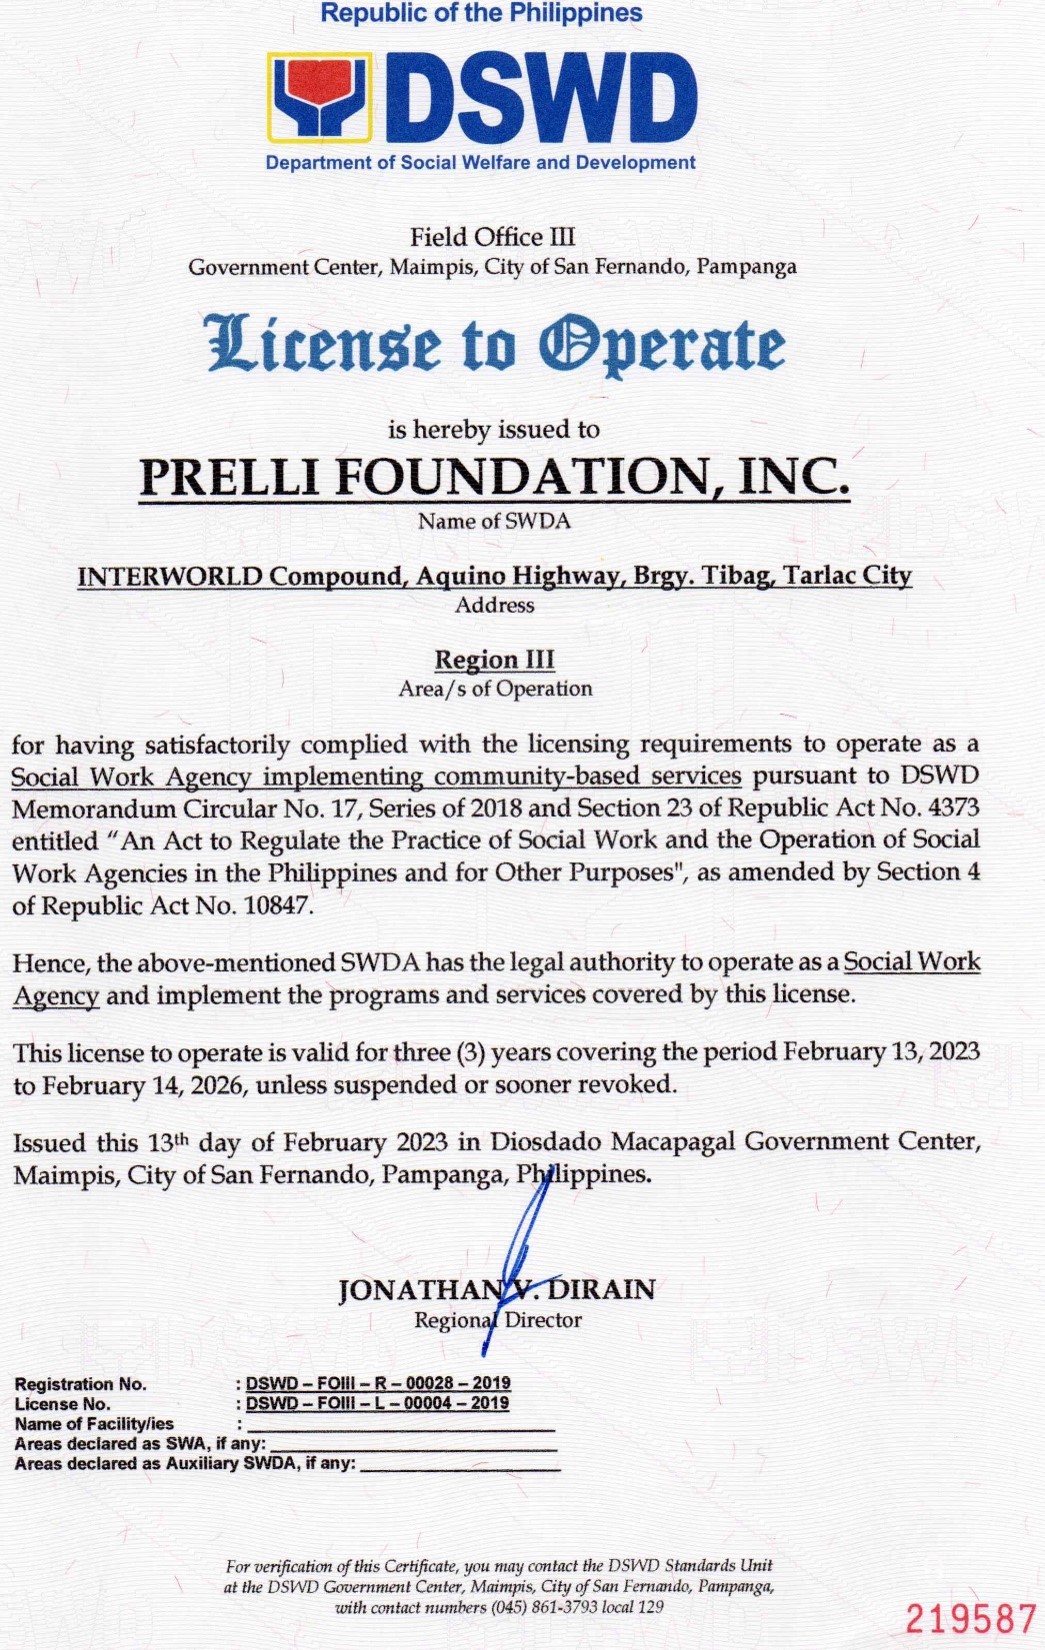 Republic of the Philippines
DSWD
Department of Social Welfare and Development
Field Office III
Government Center, Maimpis, City of San Fernando, Pampanga
License to Operate
is hereby issued to
PRELLI FOUNDATION, INC.
Name of SWDA
INTERWORLD Compound, Aquino Highway, Brgy. Tibag, Tarlac City
Address
Region III
Area/s of Operation
for having satisfactorily complied with the licensing requirements to operate as a
Social Work Agency implementing community-based services pursuant to DSWD
Memorandum Circular No. 17, Series of 2018 and Section 23 of Republic Act No. 4373
entitled "An Act to Regulate the Practice of Social Work and the Operation of Social
Work Agencies in the Philippines and for Other Purposes", as amended by Section 4
of Republic Act No. 10847.
Hence, the above-mentioned SWDA has the legal authority to operate as a Social Work
Agency and implement the programs and services covered by this license.
This license to operate is valid for three (3) years covering the period February 13, 2023
to February 14, 2026, unless suspended or sooner revoked.
Issued this 13th day of February 2023 in Diosdado Macapagal Government Center,
Maimpis, City of San Fernando, Pampanga, Philippines.
JONATHAN V. DIRAIN
Regional Director
Registration No. : DSWD – FOIII – R – 00028 – 2019
License No. : DSWD – FOIII – L – 00004 – 2019
Name of Facility/ies :
Areas declared as SWA, if any:
Areas declared as Auxiliary SWDA, if any:
For verification of this Certificate, you may contact the DSWD Standards Unit
at the DSWD Government Center, Maimpis, City of San Fernando, Pampanga,
with contact numbers (045) 861-3793 local 129
219587